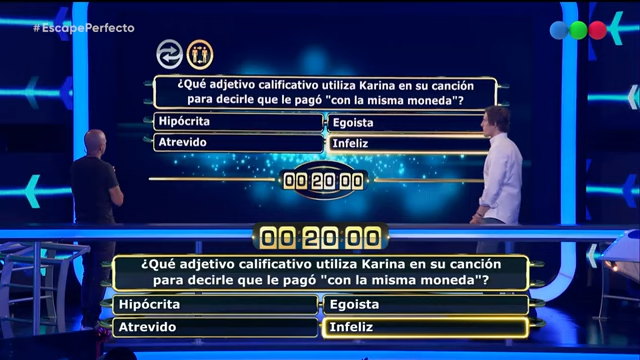 #EscapePerfecto
¿Qué adjetivo calificativo utiliza Karina en su canción
para decirle que le pagó "con la misma moneda"?
Hipócrita
Egoista
Atrevido
Infeliz
00 20 00
00 20 00
¿Qué adjetivo calificativo utiliza Karina en su canción
para decirle que le pagó "con la misma moneda"?
Hipócrita
Egoista
Atrevido
Infeliz